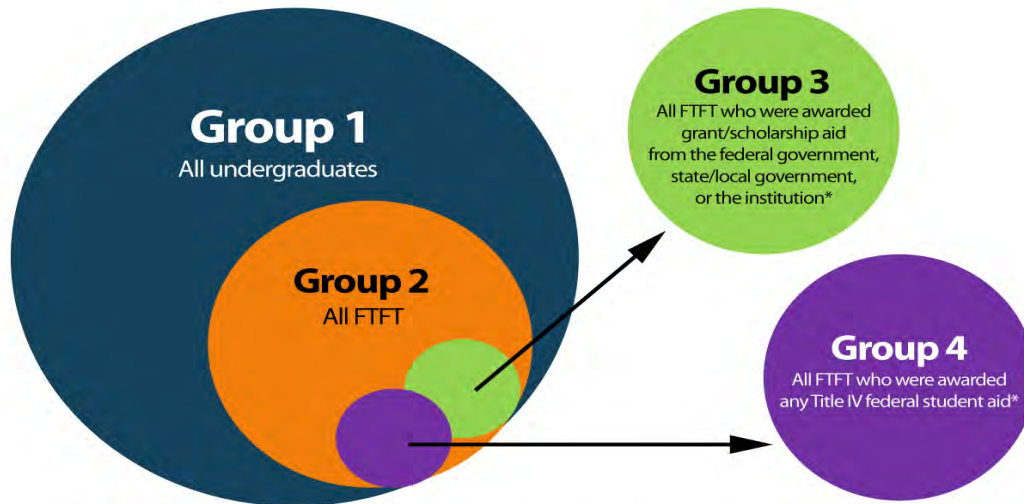 Group 1
All undergraduates
Group 2
All FTFT
Group 3
All FTFT who were awarded
grant/scholarship aid
from the federal government,
state/local government,
or the institution*
Group 4
All FTFT who were awarded
any Title IV federal student aid*